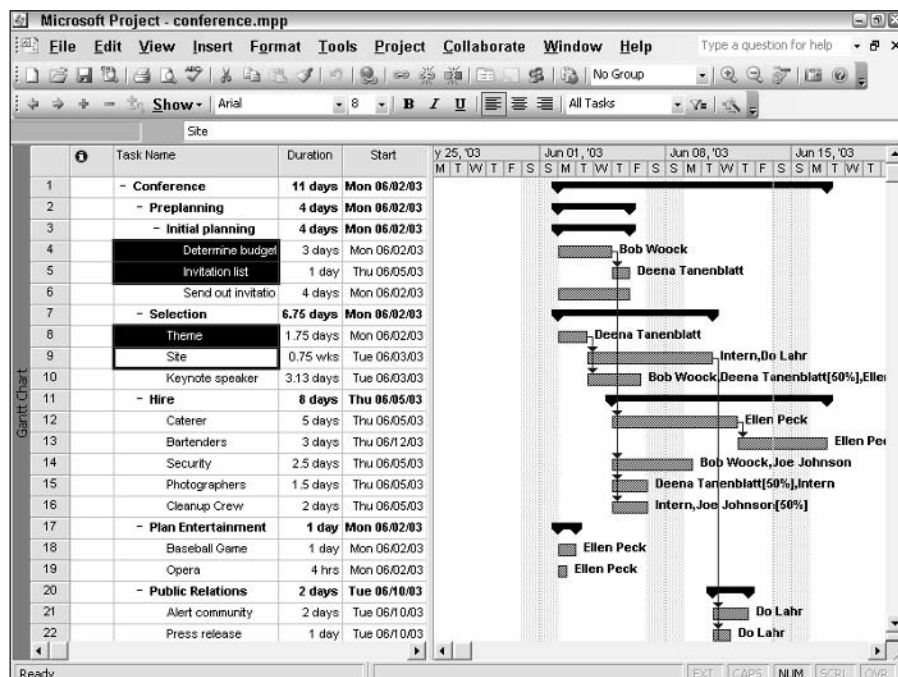 Microsoft Project - conference.mpp
File Edit View Insert Format Tools Project Collaborate Window Help Type a question for help
No Group
Show Arial 8 B I U All Tasks
Site
Task Name Duration Start y 25, '03 Jun 01, '03 Jun 08, '03 Jun 15, '03
M T W T F S S M T W T F S S M T W T F S S M T W T
1 - Conference 11 days Mon 06/02/03
2 - Preplanning 4 days Mon 06/02/03
3 - Initial planning 4 days Mon 06/02/03
4 Determine budget 3 days Mon 06/02/03 Bob Woock
5 Invitation list 1 day Thu 06/05/03 Deena Tanenblatt
6 Send out invitatio 4 days Mon 06/02/03
7 - Selection 6.75 days Mon 06/02/03
8 Theme 1.75 days Mon 06/02/03 Deena Tanenblatt
9 Site 0.75 wks Tue 06/03/03 Intern,Do Lahr
10 Keynote speaker 3.13 days Tue 06/03/03 Bob Woock,Deena Tanenblatt[50%],Elle
11 - Hire 8 days Thu 06/05/03
12 Caterer 5 days Thu 06/05/03 Ellen Peck
13 Bartenders 3 days Thu 06/12/03 Ellen Pe
14 Security 2.5 days Thu 06/05/03 Bob Woock,Joe Johnson
15 Photographers 1.5 days Thu 06/05/03 Deena Tanenblatt[50%],Intern
16 Cleanup Crew 2 days Thu 06/05/03 Intern,Joe Johnson[50%]
17 - Plan Entertainment 1 day Mon 06/02/03
18 Baseball Game 1 day Mon 06/02/03 Ellen Peck
19 Opera 4 hrs Mon 06/02/03 Ellen Peck
20 - Public Relations 2 days Tue 06/10/03
21 Alert community 2 days Tue 06/10/03 Do Lahr
22 Press release 1 day Tue 06/10/03 Do Lahr
Gantt Chart
Ready EXT CAPS NUM SCRL OVR